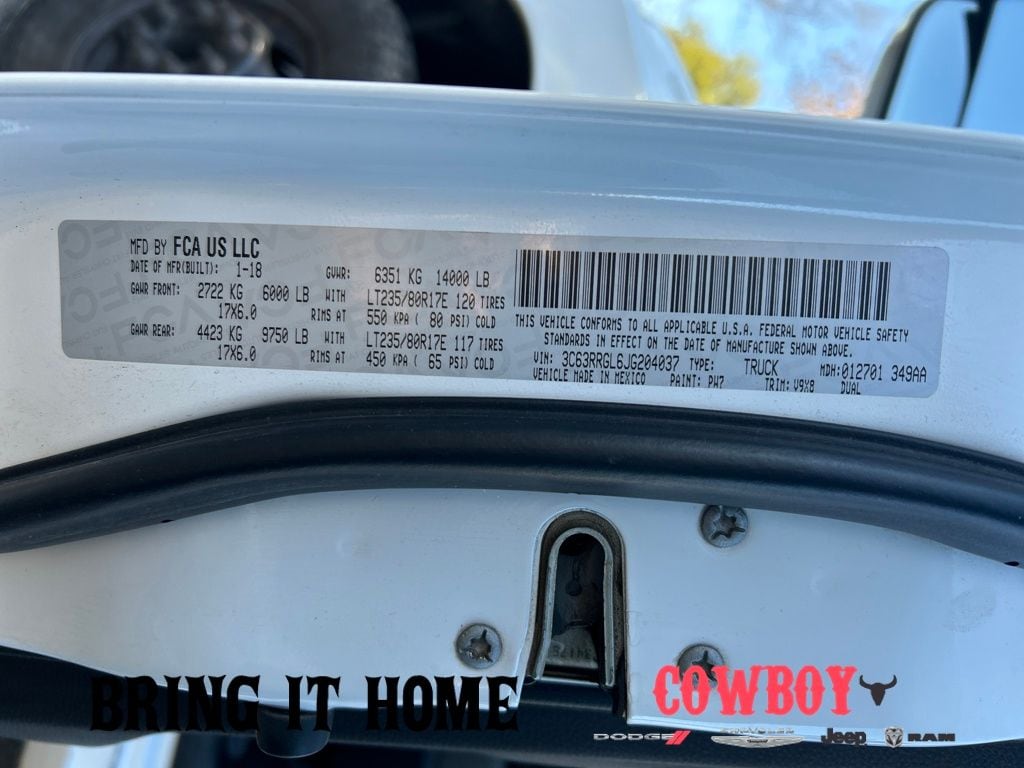 MFD BY FCA US LLC
DATE OF MFR(BUILT): 1-18 GVWR: 6351 KG 14000 LB
GAWR FRONT: 2722 KG 6000 LB WITH LT235/80R17E 120 TIRES
17X6.0 RIMS AT 550 KPA ( 80 PSI) COLD
GAWR REAR: 4423 KG 9750 LB WITH LT235/80R17E 117 TIRES
17X6.0 RIMS AT 450 KPA ( 65 PSI) COLD
THIS VEHICLE CONFORMS TO ALL APPLICABLE U.S.A. FEDERAL MOTOR VEHICLE SAFETY
STANDARDS IN EFFECT ON THE DATE OF MANUFACTURE SHOWN ABOVE.
VIN: 3C63RRGL6JG204037 TYPE: TRUCK MDH: 012701 349AA
VEHICLE MADE IN MEXICO PAINT: PW7 TRIM: V9X8 DUAL
BRING IT HOME
COWBOY
DODGE CHRYSLER Jeep RAM